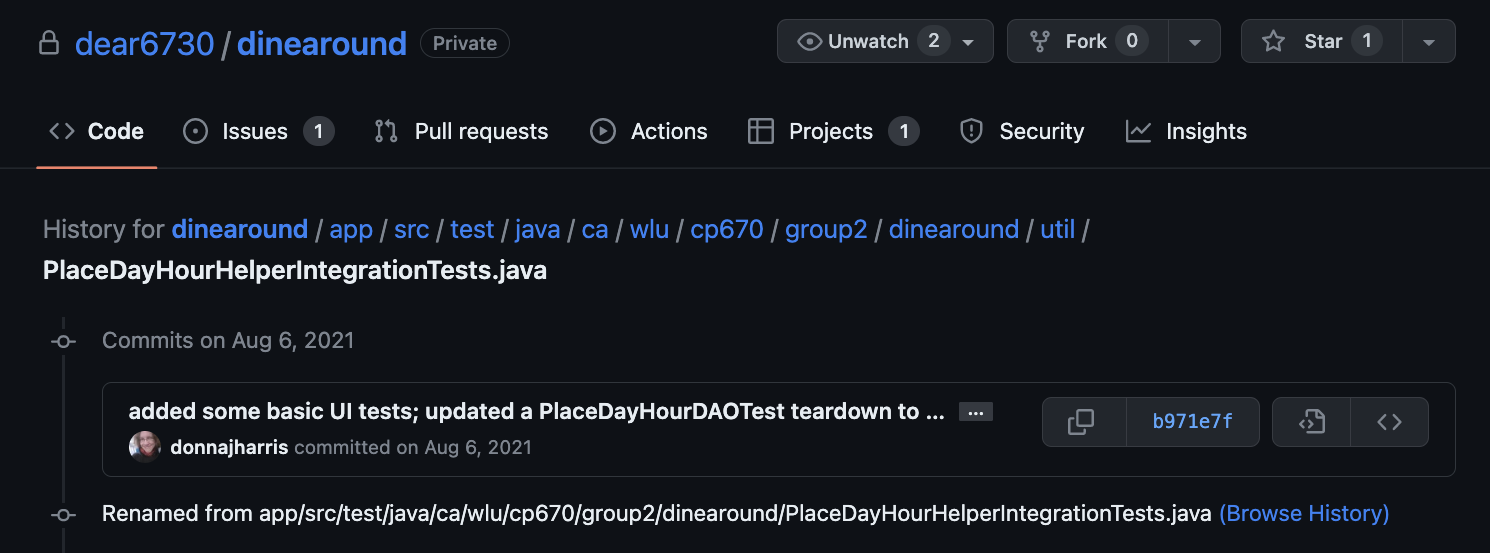 dear6730 / dinearound Private Unwatch 2 Fork 0 Star 1
Code Issues 1 Pull requests Actions Projects 1 Security Insights
History for dinearound / app / src / test / java / ca / wlu / cp670 / group2 / dinearound / util /
PlaceDayHourHelperIntegrationTests.java
Commits on Aug 6, 2021
added some basic UI tests; updated a PlaceDayHourDAOTest teardown to ... ...
b971e7f
donnajharris committed on Aug 6, 2021
Renamed from app/src/test/java/ca/wlu/cp670/group2/dinearound/PlaceDayHourHelperIntegrationTests.java (Browse History)